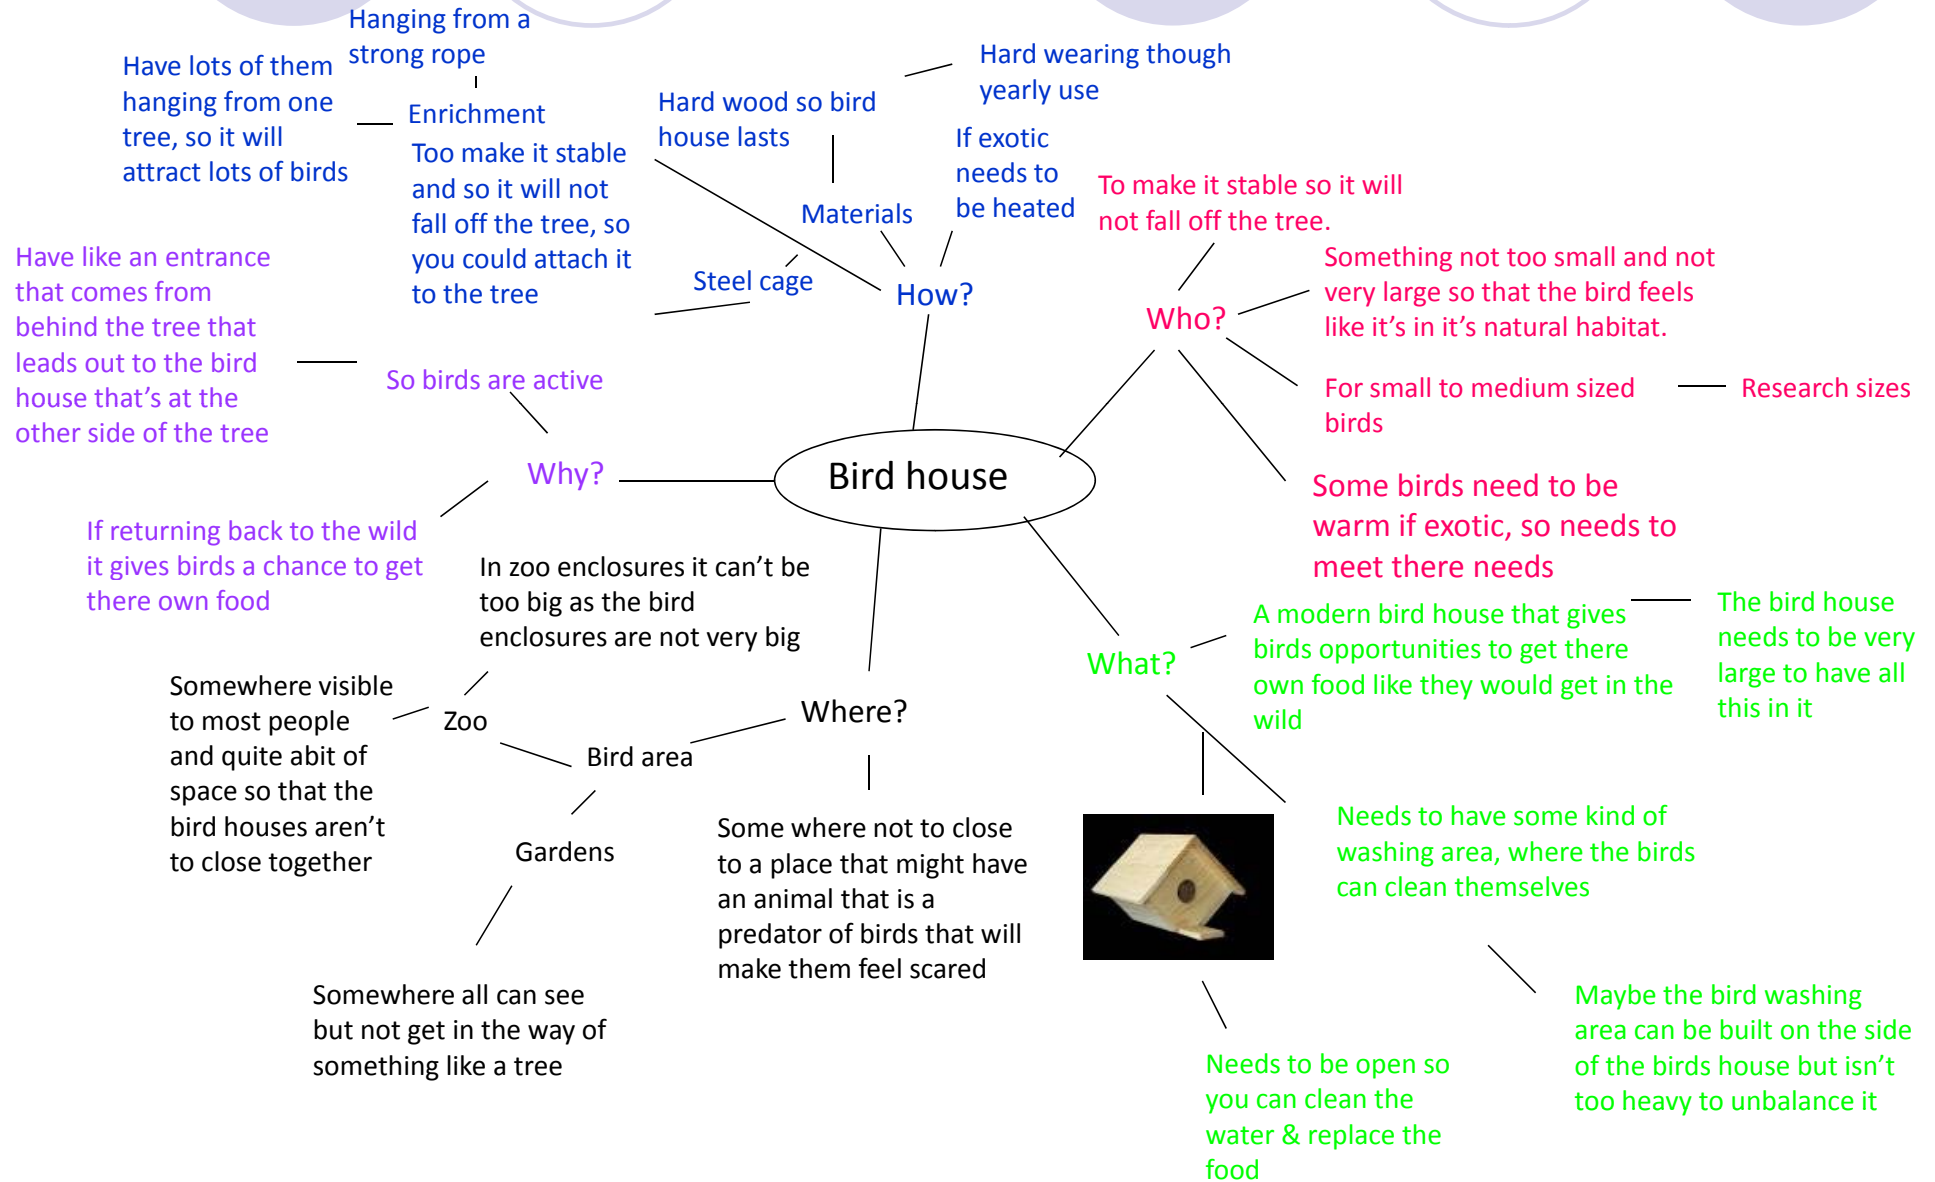 Hanging from a
strong rope
Have lots of them
hanging from one
tree, so it will
attract lots of birds
Enrichment
Too make it stable
and so it will not
fall off the tree, so
you could attach it
to the tree
Hard wood so bird
house lasts
Hard wearing though
yearly use
If exotic
needs to
be heated
Materials
Steel cage
How?
To make it stable so it will
not fall off the tree.
Something not too small and not
very large so that the bird feels
like it's in it's natural habitat.
Who?
For small to medium sized
birds
Research sizes
Some birds need to be
warm if exotic, so needs to
meet there needs
Have like an entrance
that comes from
behind the tree that
leads out to the bird
house that's at the
other side of the tree
So birds are active
Why?
If returning back to the wild
it gives birds a chance to get
there own food
Bird house
In zoo enclosures it can't be
too big as the bird
enclosures are not very big
Somewhere visible
to most people
and quite abit of
space so that the
bird houses aren't
to close together
Zoo
Bird area
Where?
Gardens
Somewhere all can see
but not get in the way of
something like a tree
Some where not to close
to a place that might have
an animal that is a
predator of birds that will
make them feel scared
What?
A modern bird house that gives
birds opportunities to get there
own food like they would get in the
wild
The bird house
needs to be very
large to have all
this in it
Needs to have some kind of
washing area, where the birds
can clean themselves
Maybe the bird washing
area can be built on the side
of the birds house but isn't
too heavy to unbalance it
Needs to be open so
you can clean the
water & replace the
food